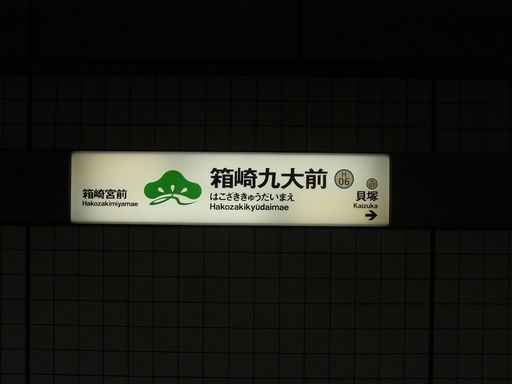 箱崎宮前
Hakozakimiyamae
箱崎九大前
はこざききゅうだいまえ
Hakozakikyūdaimae
H
06
貝塚
Kaizuka
→